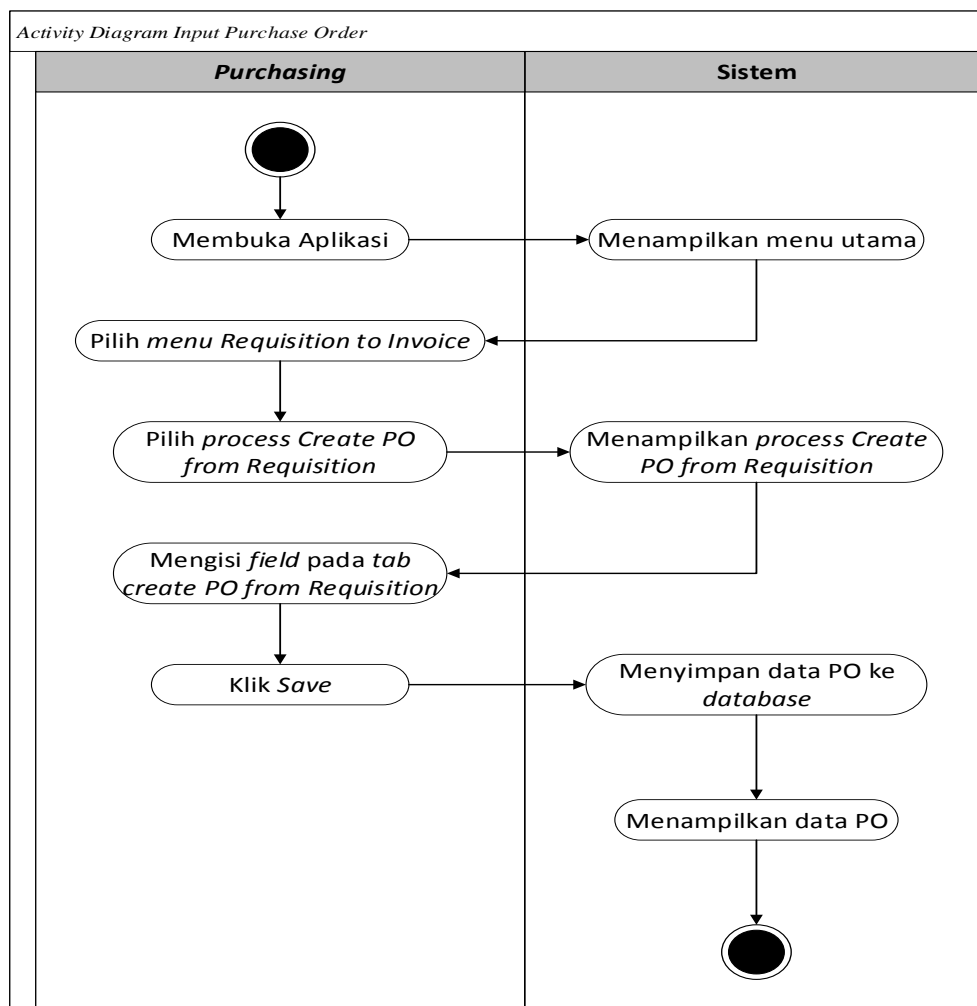 Activity Diagram Input Purchase Order
Purchasing
Sistem
Membuka Aplikasi
Menampilkan menu utama
Pilih menu Requisition to Invoice
Pilih process Create PO
from Requisition
Menampilkan process Create
PO from Requisition
Mengisi field pada tab
create PO from Requisition
Klik Save
Menyimpan data PO ke
database
Menampilkan data PO